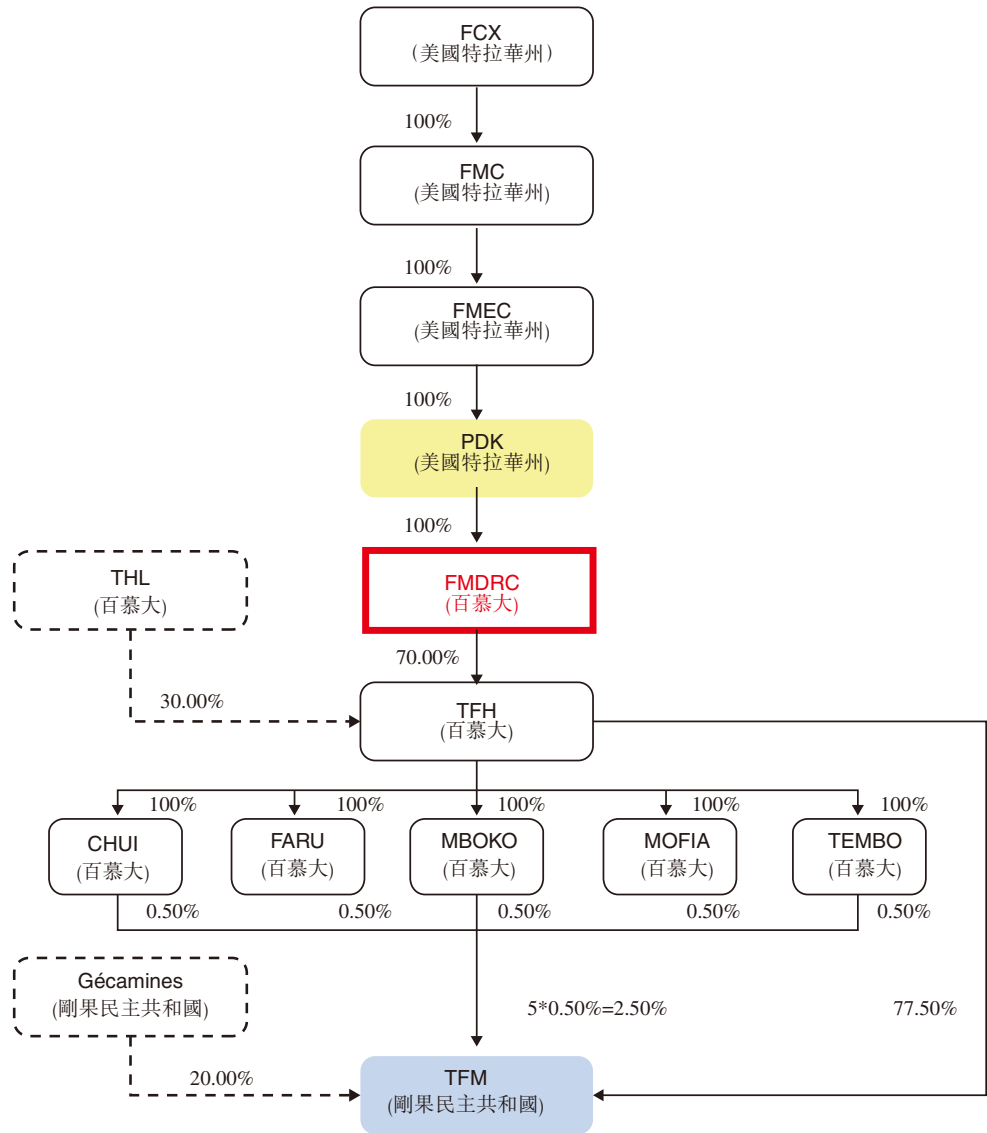 FCX
(美國特拉華州)
100%
FMC
(美國特拉華州)
100%
FMEC
(美國特拉華州)
100%
PDK
(美國特拉華州)
100%
THL
(百慕大)
FMDRC
(百慕大)
70.00%
30.00%
TFH
(百慕大)
100% 100% 100% 100% 100%
CHUI FARU MBOKO MOFIA TEMBO
(百慕大) (百慕大) (百慕大) (百慕大) (百慕大)
0.50% 0.50% 0.50% 0.50% 0.50%
Gécamines
(剛果民主共和國)
5*0.50%=2.50% 77.50%
20.00%
TFM
(剛果民主共和國)